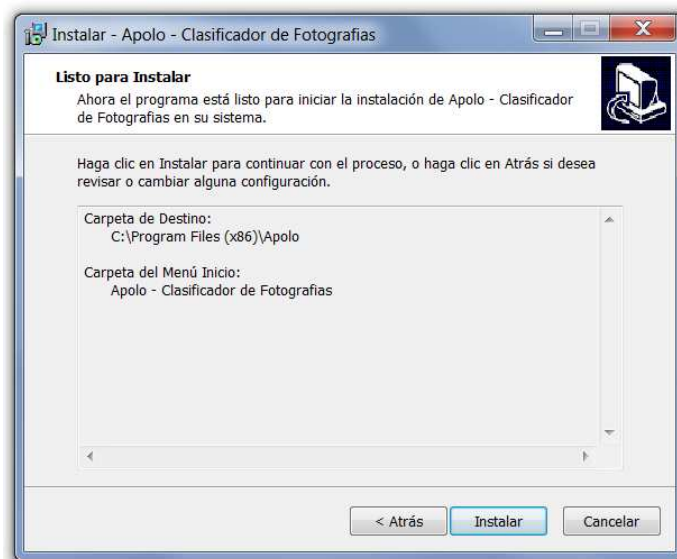 Instalar - Apolo - Clasificador de Fotografias
Listo para Instalar
Ahora el programa está listo para iniciar la instalación de Apolo - Clasificador
de Fotografias en su sistema.
Haga clic en Instalar para continuar con el proceso, o haga clic en Atrás si desea
revisar o cambiar alguna configuración.
Carpeta de Destino:
C:\Program Files (x86)\Apolo
Carpeta del Menú Inicio:
Apolo - Clasificador de Fotografias
< Atrás
Instalar
Cancelar